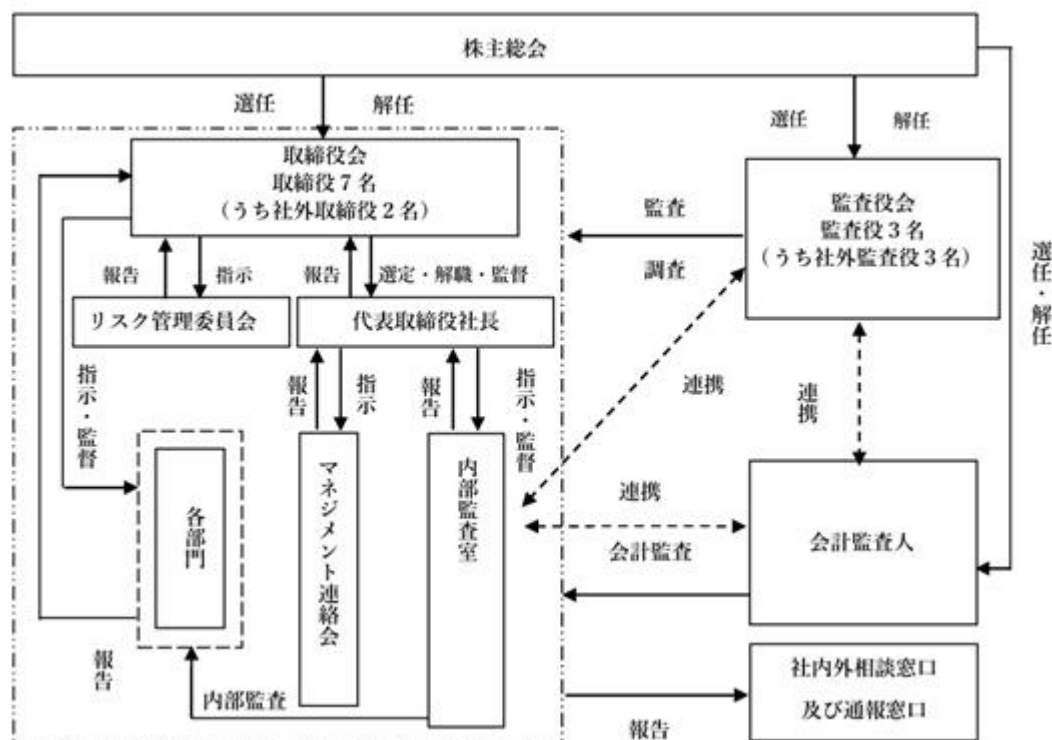 株主総会
選任
解任
選任
解任
取締役会
取締役７名
（うち社外取締役２名）
監査役会
監査役３名
（うち社外監査役３名）
監査
調査
選任・解任
報告
指示
報告
選定・解職・監督
リスク管理委員会
代表取締役社長
指示・監督
報告
指示
報告
指示・監督
連携
連携
各部門
マネジメント連絡会
内部監査室
連携
会計監査
会計監査人
報告
内部監査
報告
社内外相談窓口
及び通報窓口